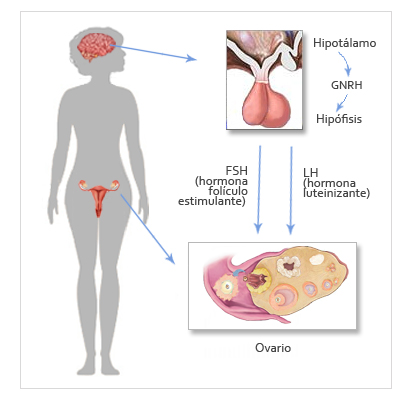 Hipotálamo
GNRH
Hipófisis
FSH
(hormona
folículo
estimulante)
LH
(hormona
luteinizante)
Ovario